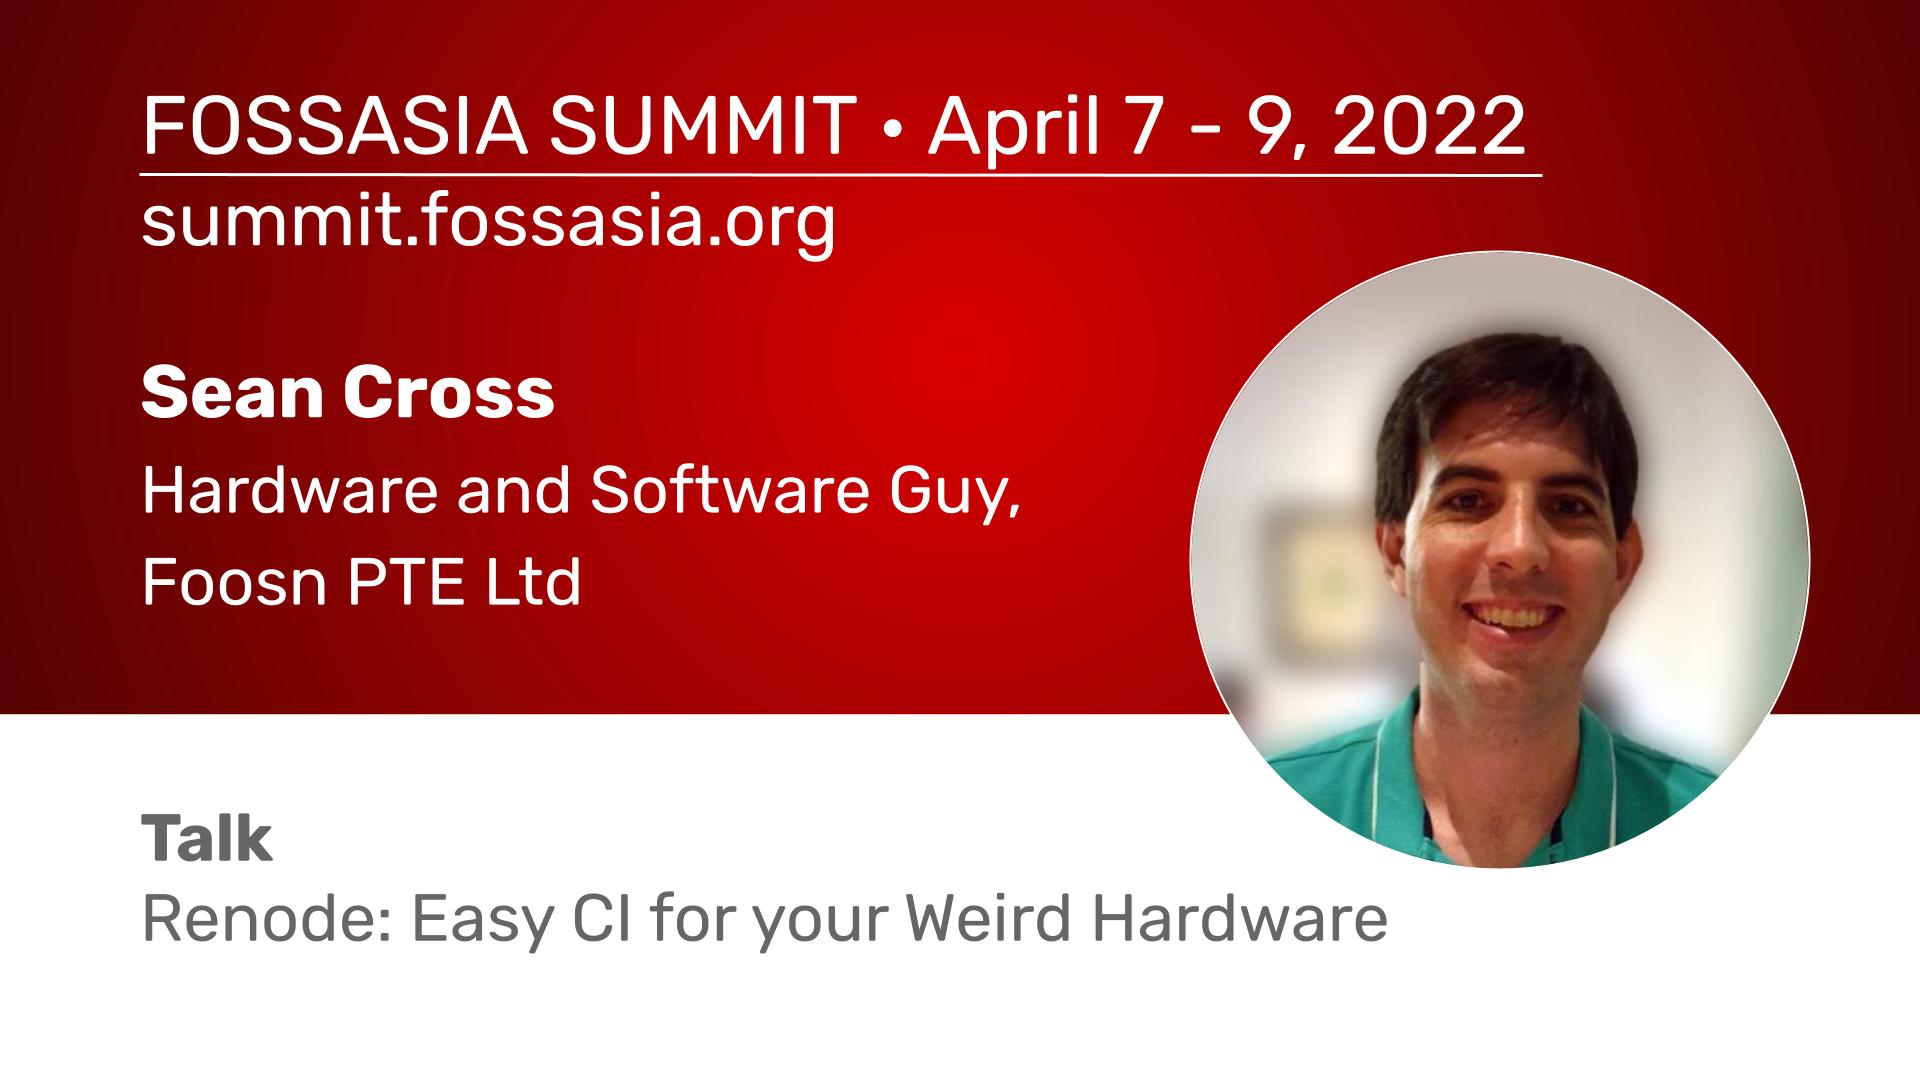 FOSSASIA SUMMIT • April 7 - 9, 2022
summit.fossasia.org
Sean Cross
Hardware and Software Guy,
Foosn PTE Ltd
Talk
Renode: Easy CI for your Weird Hardware